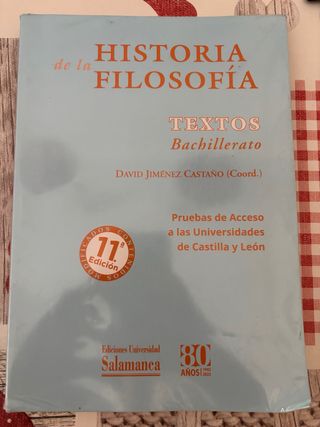 HISTORIA
de la
FILOSOFÍA
TEXTOS
Bachillerato
DAVID JIMÉNEZ CASTAÑO (Coord.)
Pruebas de Acceso
a las Universidades
de Castilla y León
11ª
Edición
Ediciones Universidad
Salamanca
80
AÑOS